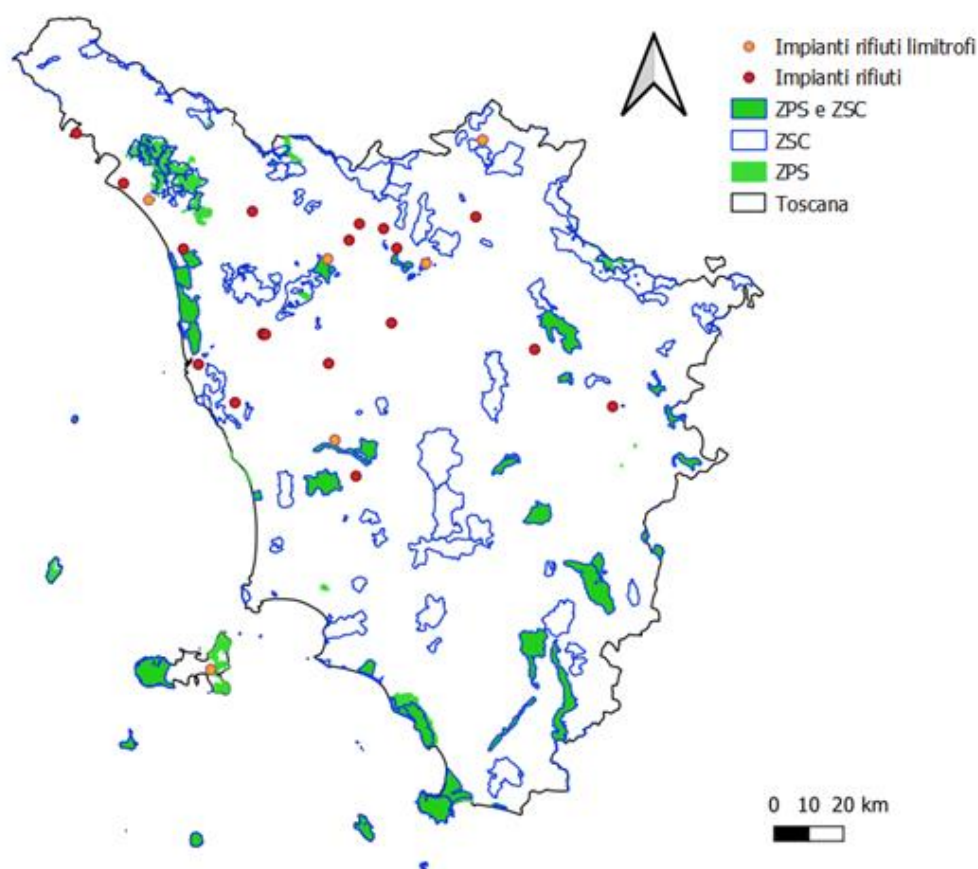 Impianti rifiuti limitrofi
Impianti rifiuti
ZPS e ZSC
ZSC
ZPS
Toscana
0 10 20 km